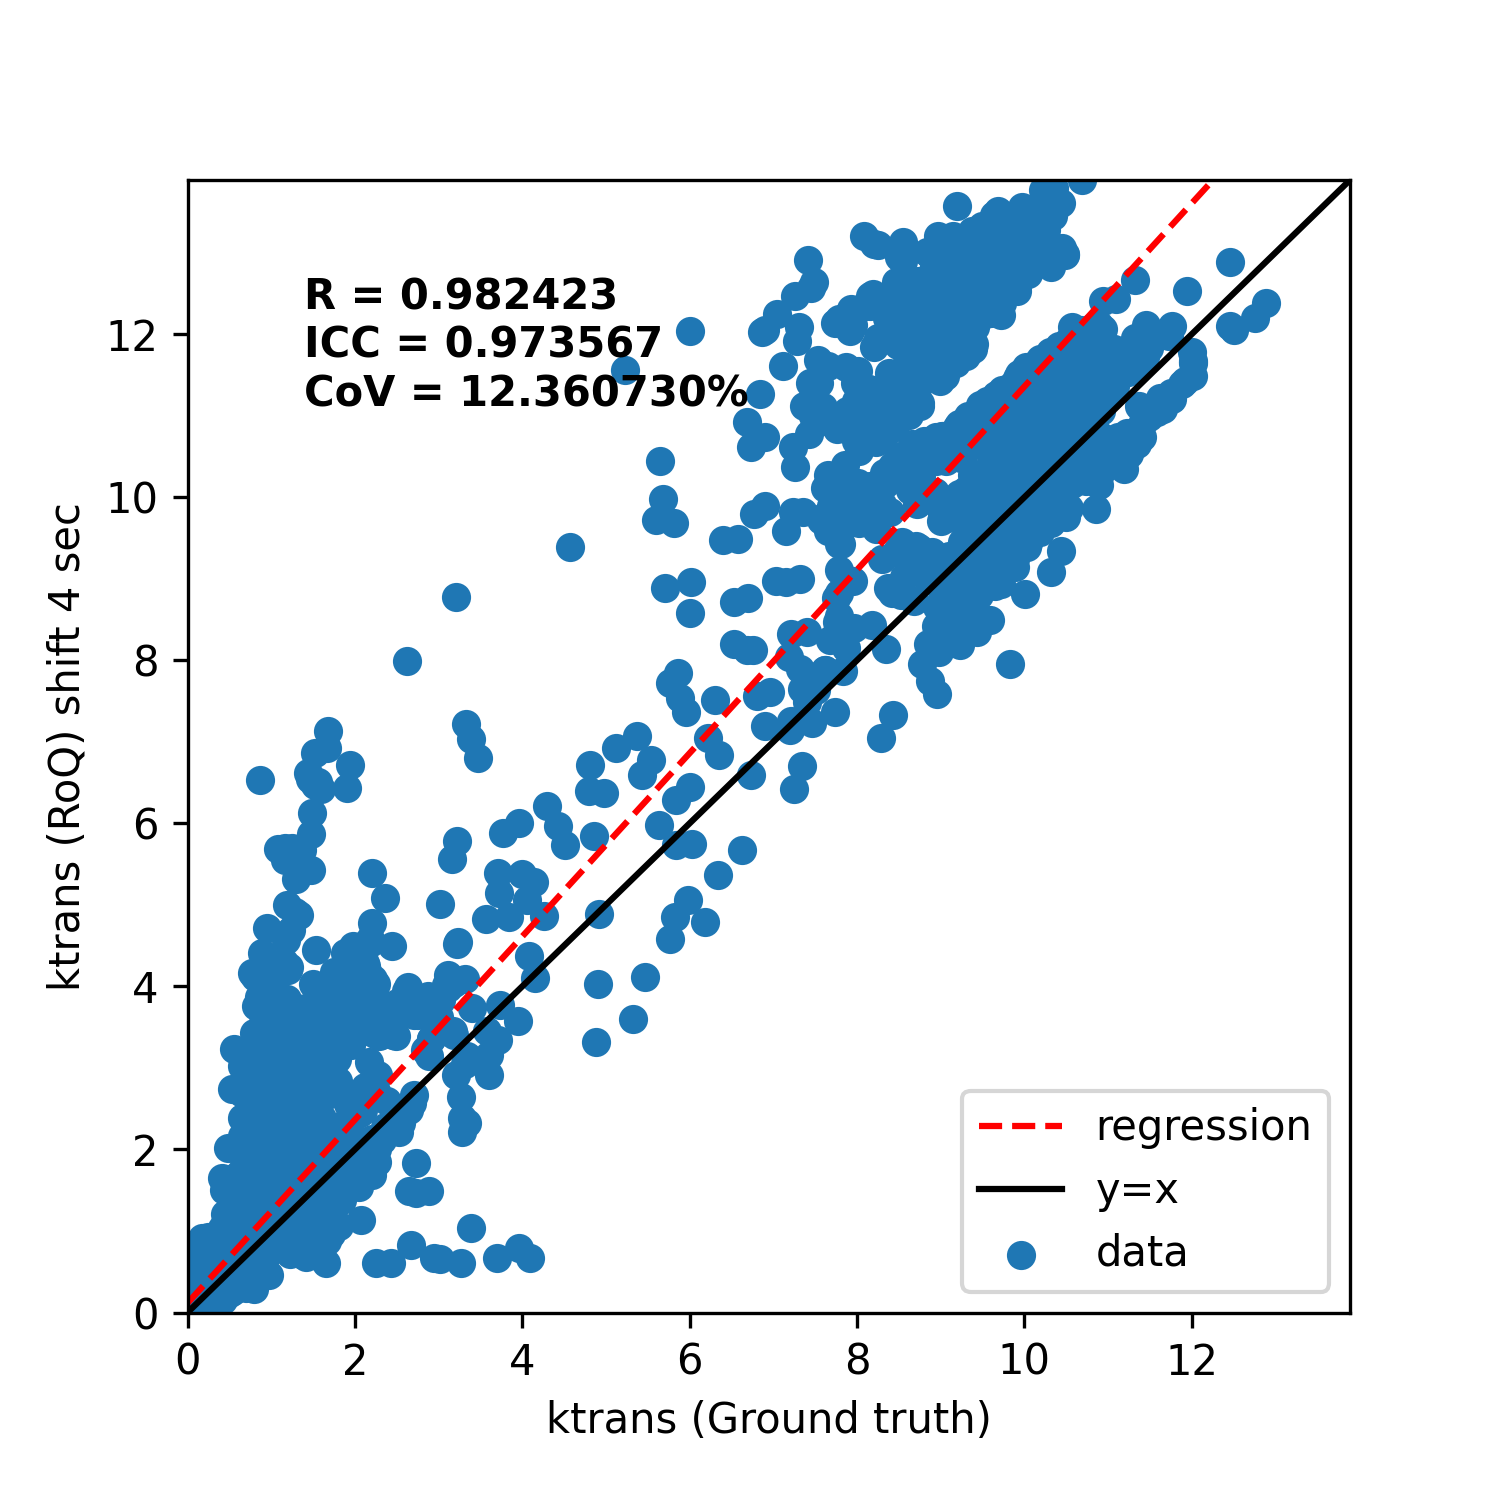 R = 0.982423
ICC = 0.973567
CoV = 12.360730%
12
10
8
6
4
2
0
ktrans (RoQ) shift 4 sec
regression
y=x
data
0 2 4 6 8 10 12
ktrans (Ground truth)